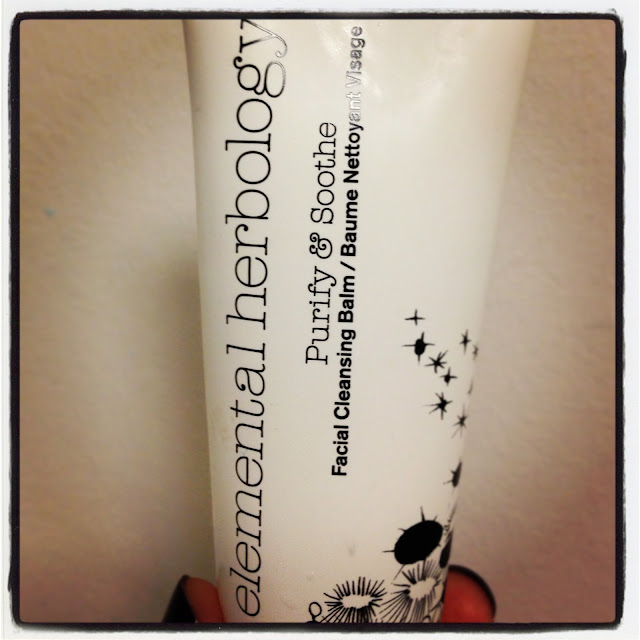 elemental herbology
Purify & Soothe
Facial Cleansing Balm / Baume Nettoyant Visage